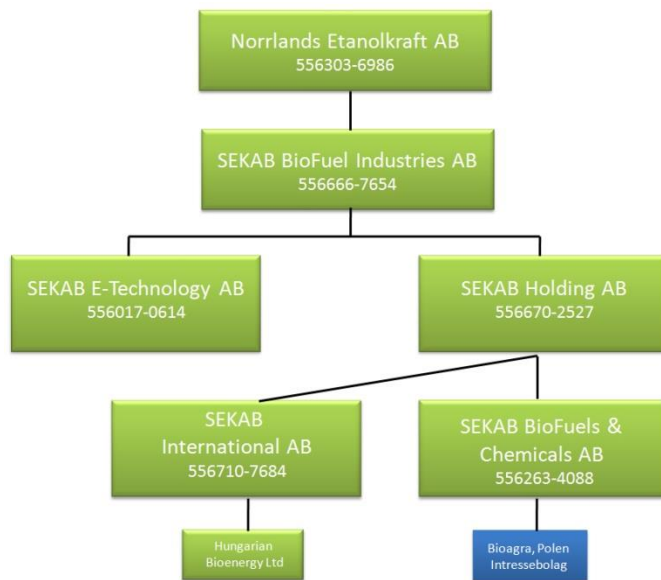 Norrlands Etanolkraft AB
556303-6986
SEKAB BioFuel Industries AB
556666-7654
SEKAB E-Technology AB
556017-0614
SEKAB Holding AB
556670-2527
SEKAB
International AB
556710-7684
SEKAB BioFuels &
Chemicals AB
556263-4088
Hungarian
Bioenergy Ltd
Bioagra, Polen
Intressebolag